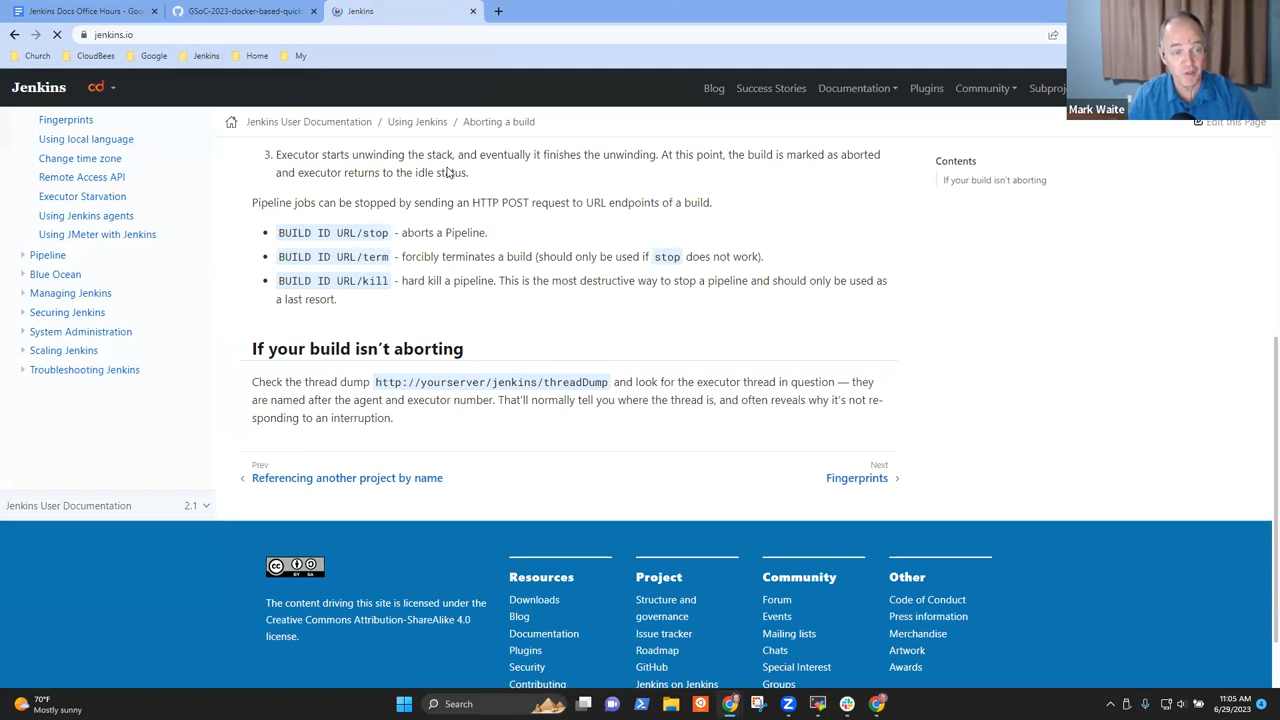 Jenkins Docs Office Hours - Goo
GSoC-2023-docker-based-quick
Jenkins
jenkins.io
Church
CloudBees
Google
Jenkins
Home
My
Jenkins
cd
Blog
Success Stories
Documentation
Plugins
Community
Subproj
Mark Waite
Fingerprints
Using local language
Change time zone
Remote Access API
Executor Starvation
Using Jenkins agents
Using JMeter with Jenkins
Pipeline
Blue Ocean
Managing Jenkins
Securing Jenkins
System Administration
Scaling Jenkins
Troubleshooting Jenkins
Jenkins User Documentation
2.1
Jenkins User Documentation / Using Jenkins / Aborting a build
Edit this Page
3. Executor starts unwinding the stack, and eventually it finishes the unwinding. At this point, the build is marked as aborted
and executor returns to the idle status.
Pipeline jobs can be stopped by sending an HTTP POST request to URL endpoints of a build.
BUILD ID URL/stop - aborts a Pipeline.
BUILD ID URL/term - forcibly terminates a build (should only be used if stop does not work).
BUILD ID URL/kill - hard kill a pipeline. This is the most destructive way to stop a pipeline and should only be used as
a last resort.
If your build isn’t aborting
Check the thread dump http://yourserver/jenkins/threadDump and look for the executor thread in question — they
are named after the agent and executor number. That’ll normally tell you where the thread is, and often reveals why it’s not re-
sponding to an interruption.
Prev
Referencing another project by name
Next
Fingerprints
Contents
If your build isn’t aborting
cc
BY SA
The content driving this site is licensed under the
Creative Commons Attribution-ShareAlike 4.0
license.
Resources
Downloads
Blog
Documentation
Plugins
Security
Contributing
Project
Structure and
governance
Issue tracker
Roadmap
GitHub
Jenkins on Jenkins
Community
Forum
Events
Mailing lists
Chats
Special Interest
Groups
Other
Code of Conduct
Press information
Merchandise
Artwork
Awards
70°F
Mostly sunny
Search
11:05 AM
6/29/2023